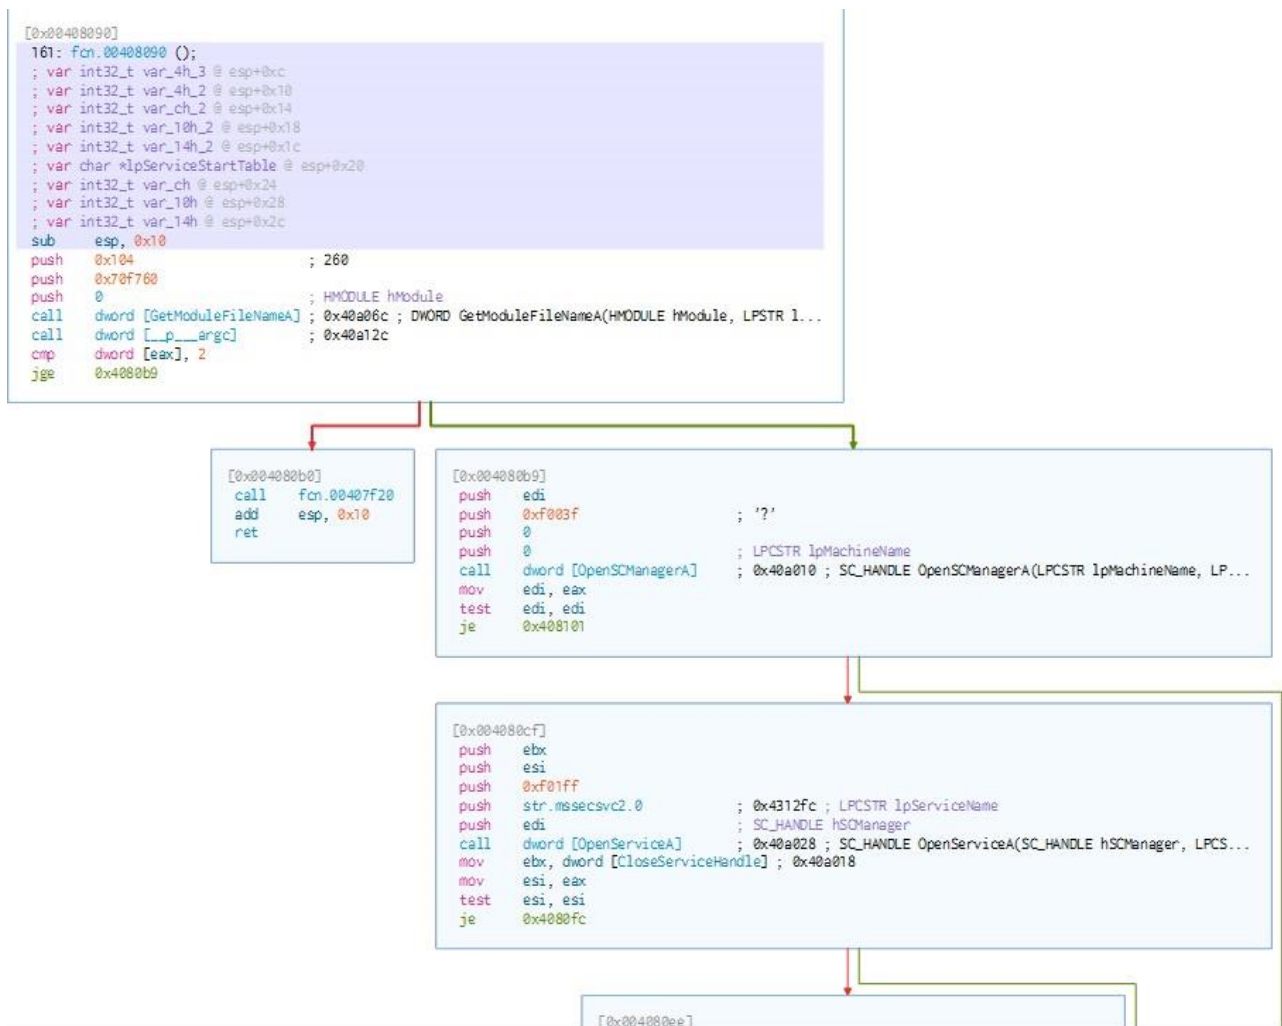 [0x00408090]
161: fcn.00408090 ();
; var int32_t var_4h_3 @ esp+0xc
; var int32_t var_4h_2 @ esp+0x10
; var int32_t var_ch_2 @ esp+0x14
; var int32_t var_10h_2 @ esp+0x18
; var int32_t var_14h_2 @ esp+0x1c
; var char *lpServiceStartTable @ esp+0x20
; var int32_t var_ch @ esp+0x24
; var int32_t var_10h @ esp+0x28
; var int32_t var_14h @ esp+0x2c
sub esp, 0x10
push 0x104 ; 260
push 0x70f760
push 0 ; HMODULE hModule
call dword [GetModuleFileNameA] ; 0x40a06c ; DWORD GetModuleFileNameA(HMODULE hModule, LPSTR l...
call dword [__p___argc] ; 0x40a12c
cmp dword [eax], 2
jge 0x4080b9
[0x004080b0]
call fcn.00407f20
add esp, 0x10
ret
[0x004080b9]
push edi
push 0xf003f ; '?'
push 0
push 0 ; LPCSTR lpMachineName
call dword [OpenSCManagerA] ; 0x40a010 ; SC_HANDLE OpenSCManagerA(LPCSTR lpMachineName, LP...
mov edi, eax
test edi, edi
je 0x408101
[0x004080cf]
push ebx
push esi
push 0xf01ff
push str.mssecsvc2.0 ; 0x4312fc ; LPCSTR lpServiceName
push edi ; SC_HANDLE hSCManager
call dword [OpenServiceA] ; 0x40a028 ; SC_HANDLE OpenServiceA(SC_HANDLE hSCManager, LPCS...
mov ebx, dword [CloseServiceHandle] ; 0x40a018
mov esi, eax
test esi, esi
je 0x4080fc
[0x004080ee]